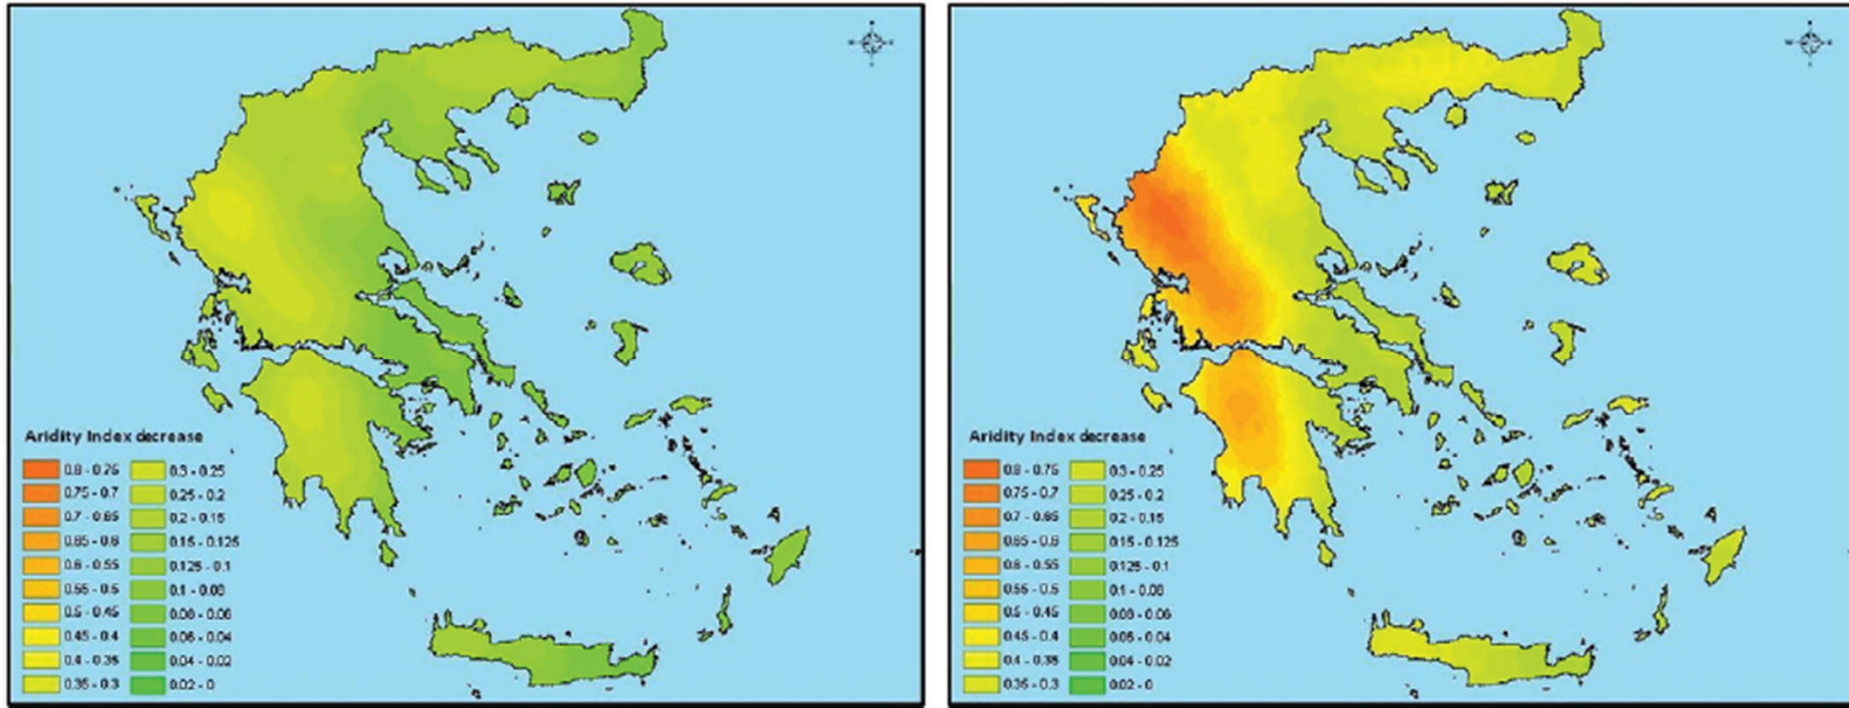 Aridity Index decrease
0.8 - 0.75 0.3 - 0.25
0.75 - 0.7 0.25 - 0.2
0.7 - 0.65 0.2 - 0.15
0.65 - 0.6 0.15 - 0.125
0.6 - 0.55 0.125 - 0.1
0.55 - 0.5 0.1 - 0.08
0.5 - 0.45 0.08 - 0.06
0.45 - 0.4 0.06 - 0.04
0.4 - 0.35 0.04 - 0.02
0.35 - 0.3 0.02 - 0
Aridity Index decrease
0.8 - 0.75 0.3 - 0.25
0.75 - 0.7 0.25 - 0.2
0.7 - 0.65 0.2 - 0.15
0.65 - 0.6 0.15 - 0.125
0.6 - 0.55 0.125 - 0.1
0.55 - 0.5 0.1 - 0.08
0.5 - 0.45 0.08 - 0.06
0.45 - 0.4 0.06 - 0.04
0.4 - 0.35 0.04 - 0.02
0.35 - 0.3 0.02 - 0